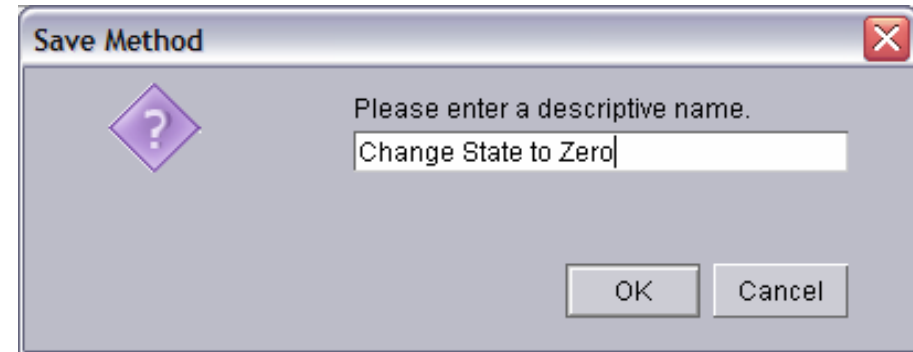 Save Method
?
Please enter a descriptive name.
Change State to Zero
OK
Cancel